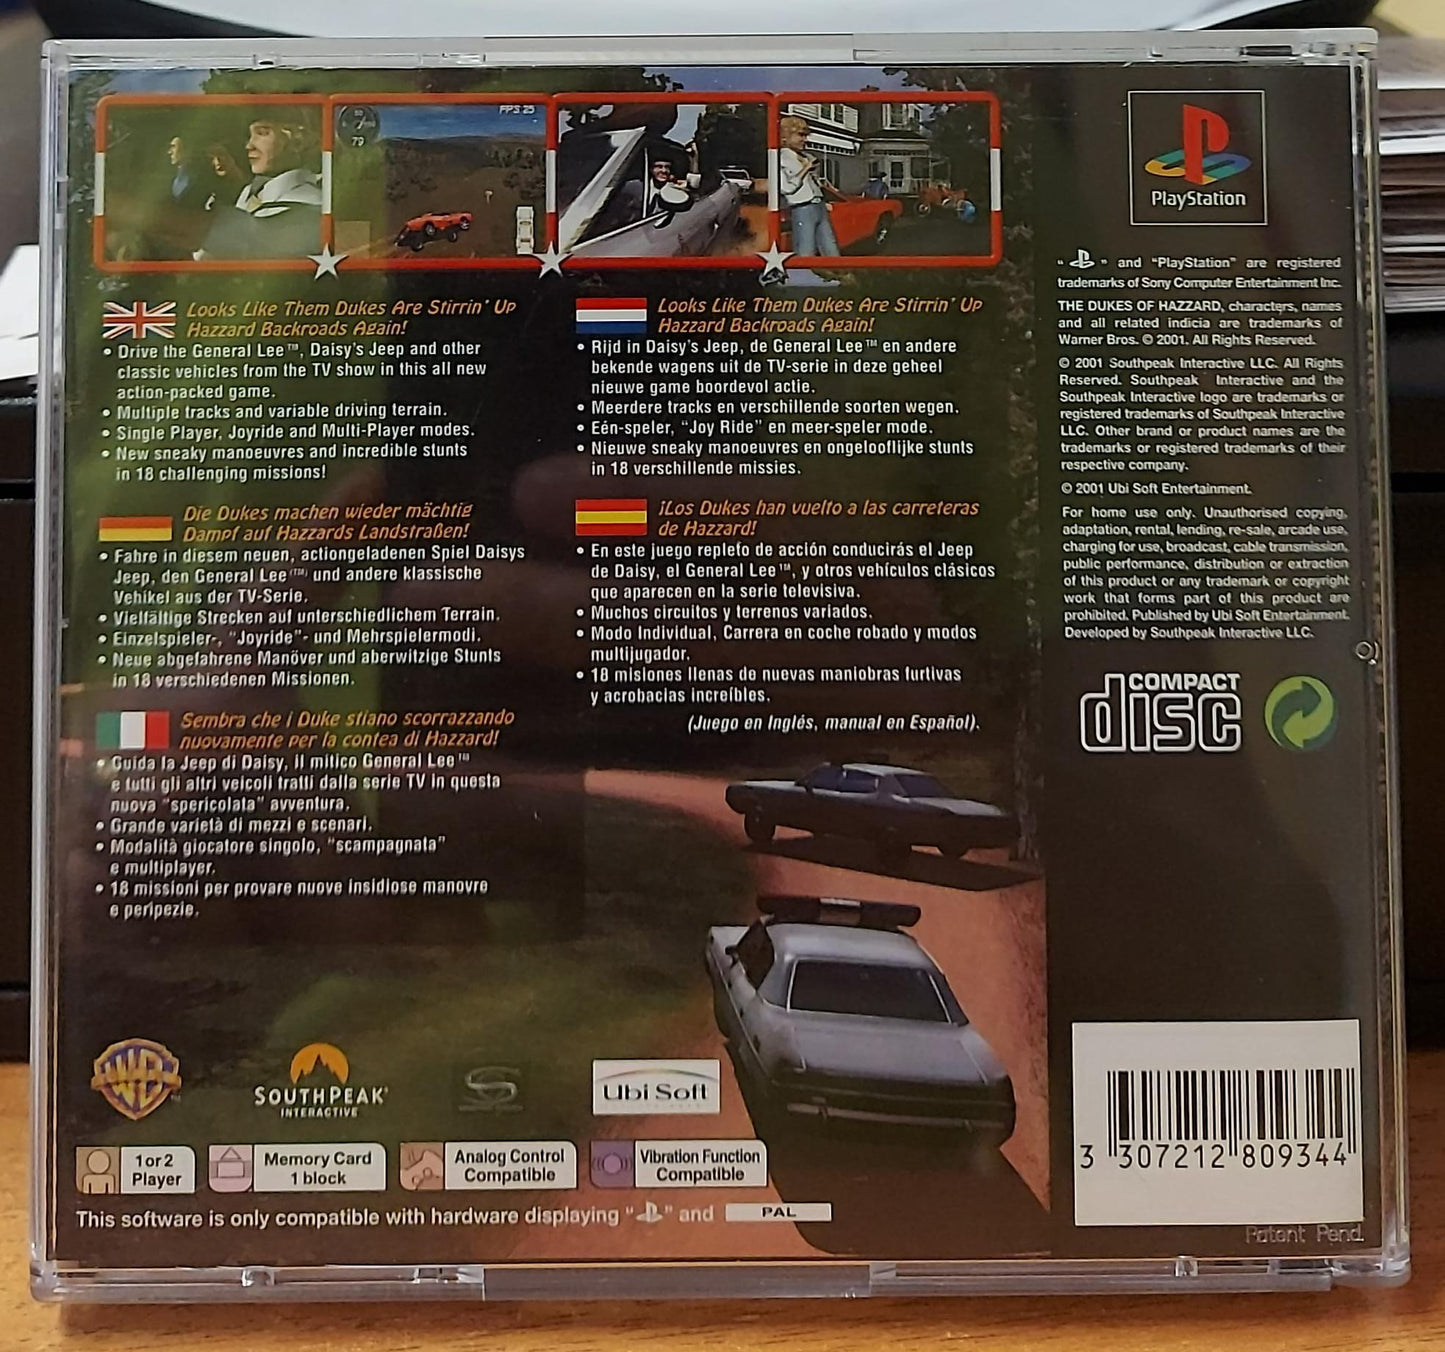 FPS 25
79
Looks Like Them Dukes Are Stirrin' Up
Hazzard Backroads Again!
• Drive the General Lee™, Daisy's Jeep and other
classic vehicles from the TV show in this all new
action-packed game.
• Multiple tracks and variable driving terrain.
• Single Player, Joyride and Multi-Player modes.
• New sneaky manoeuvres and incredible stunts
in 18 challenging missions!
Die Dukes machen wieder mächtig
Dampf auf Hazzards Landstraßen!
• Fahre in diesem neuen, actiongeladenen Spiel Daisys
Jeep, den General Lee(TM) und andere klassische
Vehikel aus der TV-Serie.
• Vielfältige Strecken auf unterschiedlichem Terrain.
• Einzelspieler-, "Joyride"- und Mehrspielermodi.
• Neue abgefahrene Manöver und aberwitzige Stunts
in 18 verschiedenen Missionen.
Sembra che i Duke stiano scorrazzando
nuovamente per la contea di Hazzard!
• Guida la Jeep di Daisy, il mitico General Lee™
e tutti gli altri veicoli tratti dalla serie TV in questa
nuova "spericolata" avventura.
• Grande varietà di mezzi e scenari.
• Modalità giocatore singolo, "scampagnata"
e multiplayer.
• 18 missioni per provare nuove insidiose manovre
e peripezie.
Looks Like Them Dukes Are Stirrin' Up
Hazzard Backroads Again!
• Rijd in Daisy's Jeep, de General Lee™ en andere
bekende wagens uit de TV-serie in deze geheel
nieuwe game boordevol actie.
• Meerdere tracks en verschillende soorten wegen.
• Eén-speler, "Joy Ride" en meer-speler mode.
• Nieuwe sneaky manoeuvres en ongelooflijke stunts
in 18 verschillende missies.
¡Los Dukes han vuelto a las carreteras
de Hazzard!
• En este juego repleto de acción conducirás el Jeep
de Daisy, el General Lee™, y otros vehículos clásicos
que aparecen en la serie televisiva.
• Muchos circuitos y terrenos variados.
• Modo Individual, Carrera en coche robado y modos
multijugador.
• 18 misiones llenas de nuevas maniobras furtivas
y acrobacias increíbles.
(Juego en Inglés, manual en Español).
PlayStation
" " and "PlayStation" are registered
trademarks of Sony Computer Entertainment Inc.
THE DUKES OF HAZZARD, characters, names
and all related indicia are trademarks of
Warner Bros. © 2001. All Rights Reserved.
© 2001 Southpeak Interactive LLC. All Rights
Reserved. Southpeak Interactive and the
Southpeak Interactive logo are trademarks or
registered trademarks of Southpeak Interactive
LLC. Other brand or product names are the
trademarks or registered trademarks of their
respective company.
© 2001 Ubi Soft Entertainment.
For home use only. Unauthorised copying,
adaptation, rental, lending, re-sale, arcade use,
charging for use, broadcast, cable transmission,
public performance, distribution or extraction
of this product or any trademark or copyright
work that forms part of this product are
prohibited. Published by Ubi Soft Entertainment.
Developed by Southpeak Interactive LLC.
COMPACT
disc
WB
SOUTHPEAK
INTERACTIVE
Ubi Soft
1 or 2
Player
Memory Card
1 block
Analog Control
Compatible
Vibration Function
Compatible
This software is only compatible with hardware displaying " " and PAL
3 307212 809344
Patent Pend.